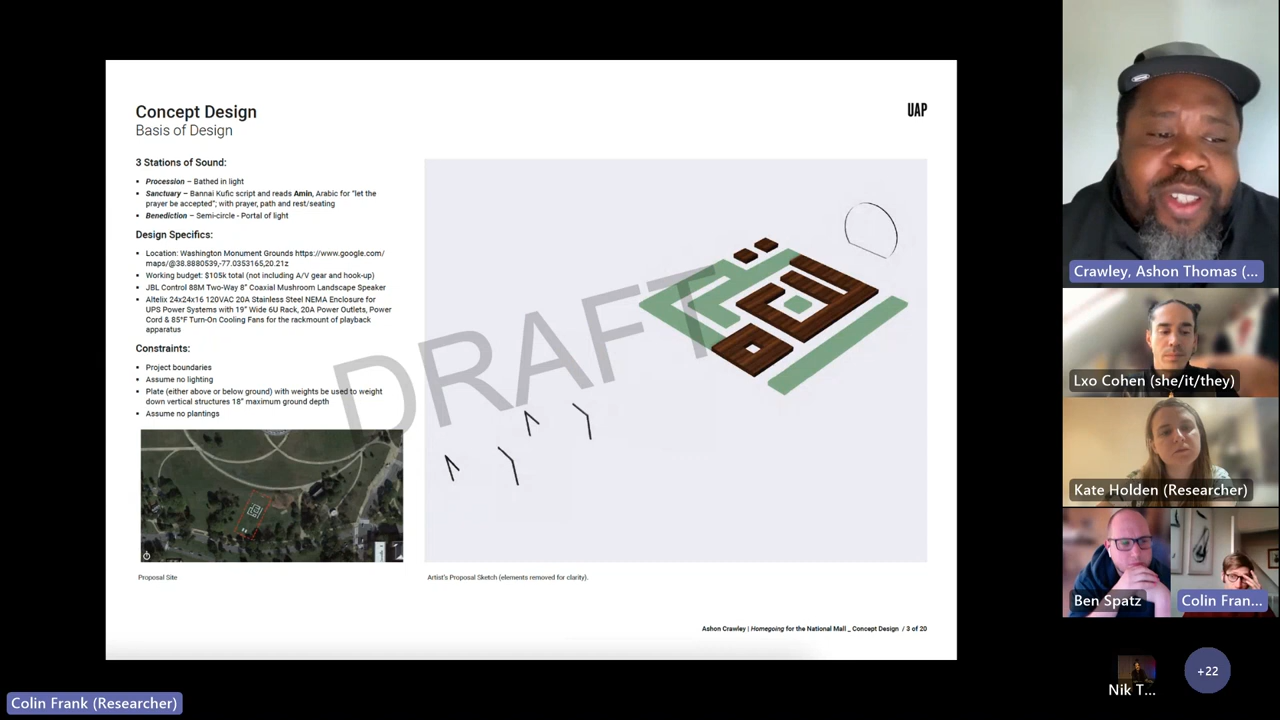 Concept Design
Basis of Design
UAP
3 Stations of Sound:
• Procession – Bathed in light
• Sanctuary – Bannai Kufic script and reads Amin, Arabic for "let the
prayer be accepted"; with prayer, path and rest/seating
• Benediction – Semi-circle - Portal of light
Design Specifics:
• Location: Washington Monument Grounds https://www.google.com/
maps/@38.8880539,-77.0353165,20.21z
• Working budget: $105k total (not including A/V gear and hook-up)
• JBL Control 88M Two-Way 8" Coaxial Mushroom Landscape Speaker
• Altelix 24x24x16 120VAC 20A Stainless Steel NEMA Enclosure for
UPS Power Systems with 19" Wide 6U Rack, 20A Power Outlets, Power
Cord & 85°F Turn-On Cooling Fans for the rackmount of playback
apparatus
Constraints:
• Project boundaries
• Assume no lighting
• Plate (either above or below ground) with weights be used to weight
down vertical structures 18" maximum ground depth
• Assume no plantings
DRAFT
Proposal Site
Artist's Proposal Sketch (elements removed for clarity).
Ashon Crawley | Homegoing for the National Mall _ Concept Design / 3 of 20
Crawley, Ashon Thomas (...
Lxo Cohen (she/it/they)
Kate Holden (Researcher)
Ben Spatz
Colin Fran...
Nik T...
+22
Colin Frank (Researcher)